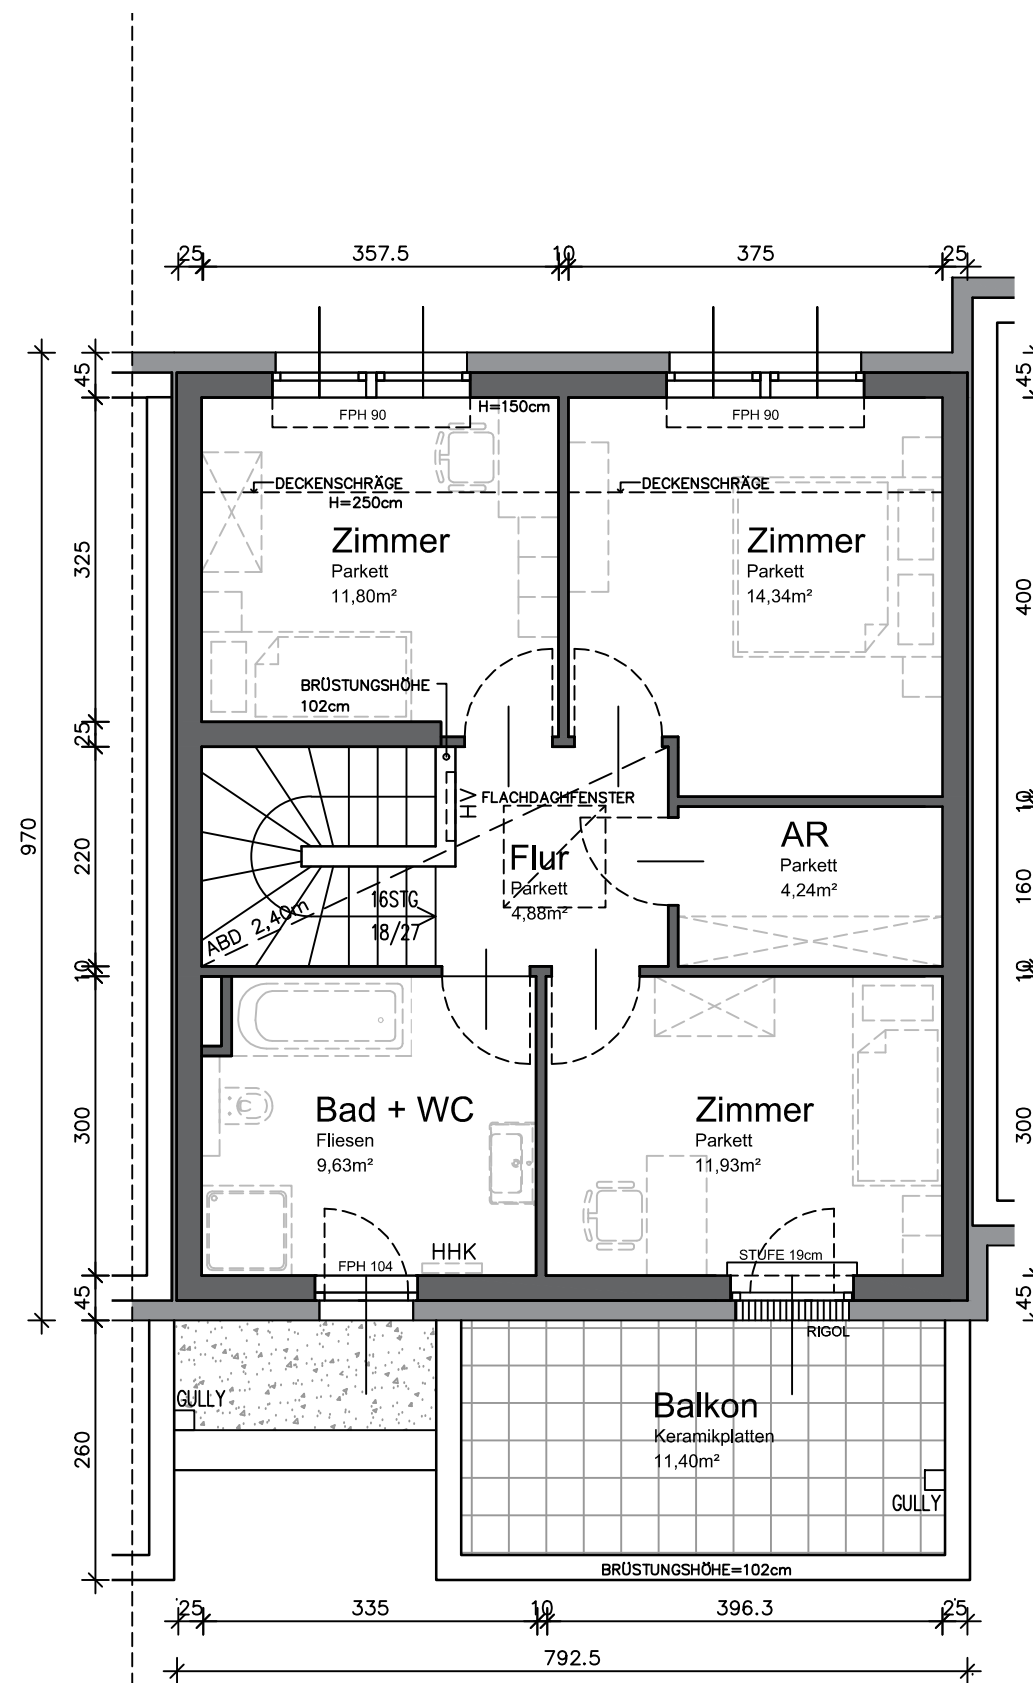 25
357.5
10
375
25
45
325
25
220
10
300
45
260
970
45
400
10
160
10
300
45
FPH 90
H=150cm
FPH 90
DECKENSCHRÄGE
H=250cm
DECKENSCHRÄGE
Zimmer
Parkett
11,80m²
Zimmer
Parkett
14,34m²
BRÜSTUNGSHÖHE
102cm
HV
FLACHDACHFENSTER
Flur
Parkett
4,88m²
AR
Parkett
4,24m²
16STG
18/27
ABD 2,40m
Bad + WC
Fliesen
9,63m²
Zimmer
Parkett
11,93m²
HHK
FPH 104
STUFE 19cm
RIGOL
GULLY
Balkon
Keramikplatten
11,40m²
GULLY
BRÜSTUNGSHÖHE=102cm
25
335
10
396.3
25
792.5